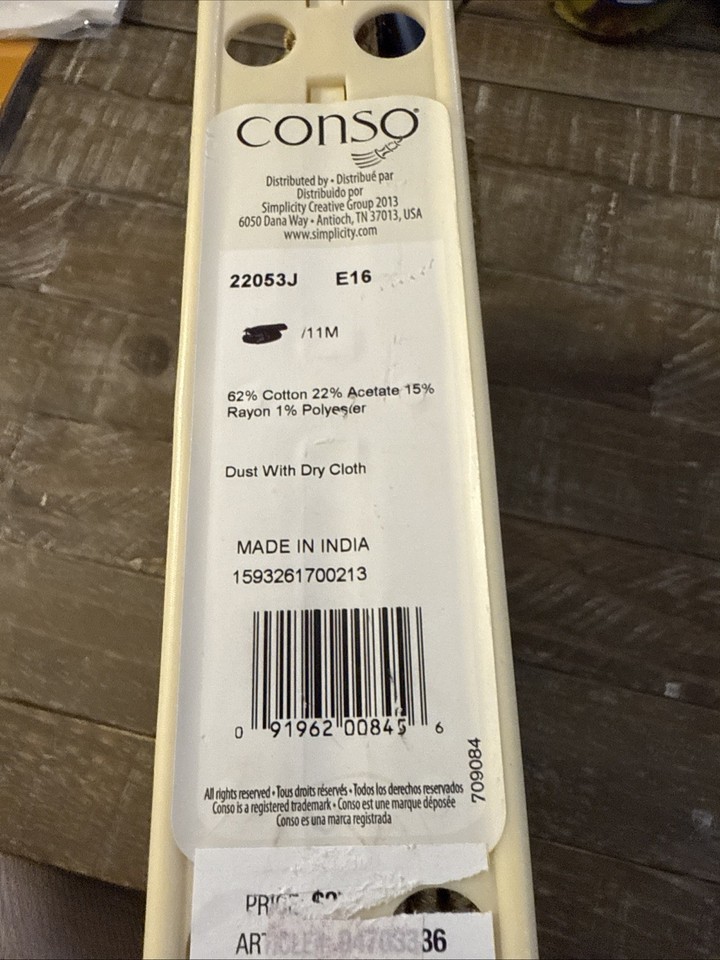 conso®
Distributed by • Distribué par
Distribuido por
Simplicity Creative Group 2013
6050 Dana Way • Antioch, TN 37013, USA
www.simplicity.com
22053J E16
/11M
62% Cotton 22% Acetate 15%
Rayon 1% Polyester
Dust With Dry Cloth
MADE IN INDIA
1593261700213
0 91962 00845 6
709084
All rights reserved • Tous droits réservés • Todos los derechos reservados
Conso is a registered trademark • Conso est une marque déposée
Conso es una marca registrada
PRICE